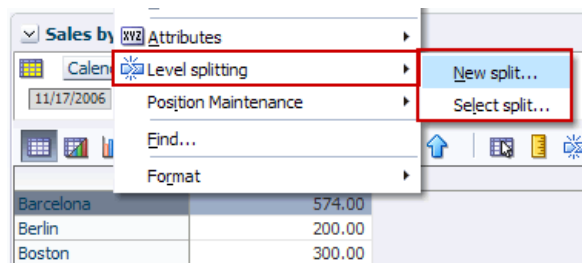 Sales by
XYZ Attributes
Calen
Level splitting
New split...
11/17/2006
Position Maintenance
Select split...
Find...
Format
Barcelona 574.00
Berlin 200.00
Boston 300.00